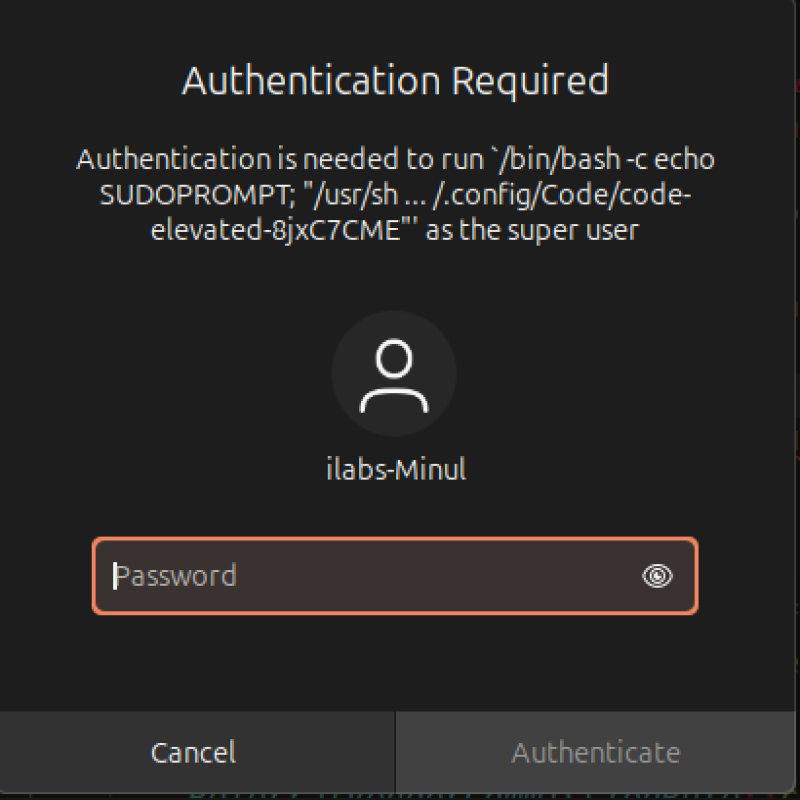 Authentication Required
Authentication is needed to run `/bin/bash -c echo
SUDOPROMPT; "/usr/sh ... /.config/Code/code-
elevated-8jxC7CME"' as the super user
ilabs-Minul
Password
Cancel
Authenticate